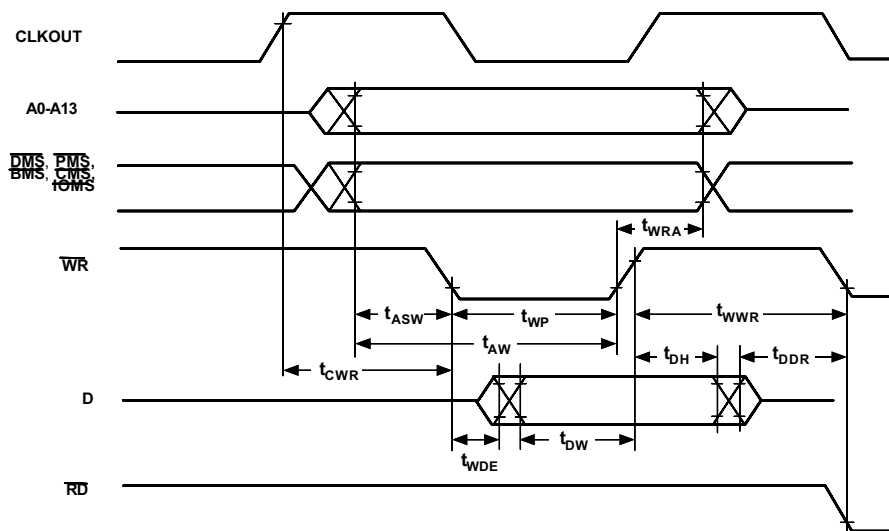 CLKOUT
A0-A13
DMS, PMS,
BMS, CMS,
IOMS
tWRA
WR
tASW
tWP
tWWR
tAW
tDH
tDDR
tCWR
D
tWDE
tDW
RD